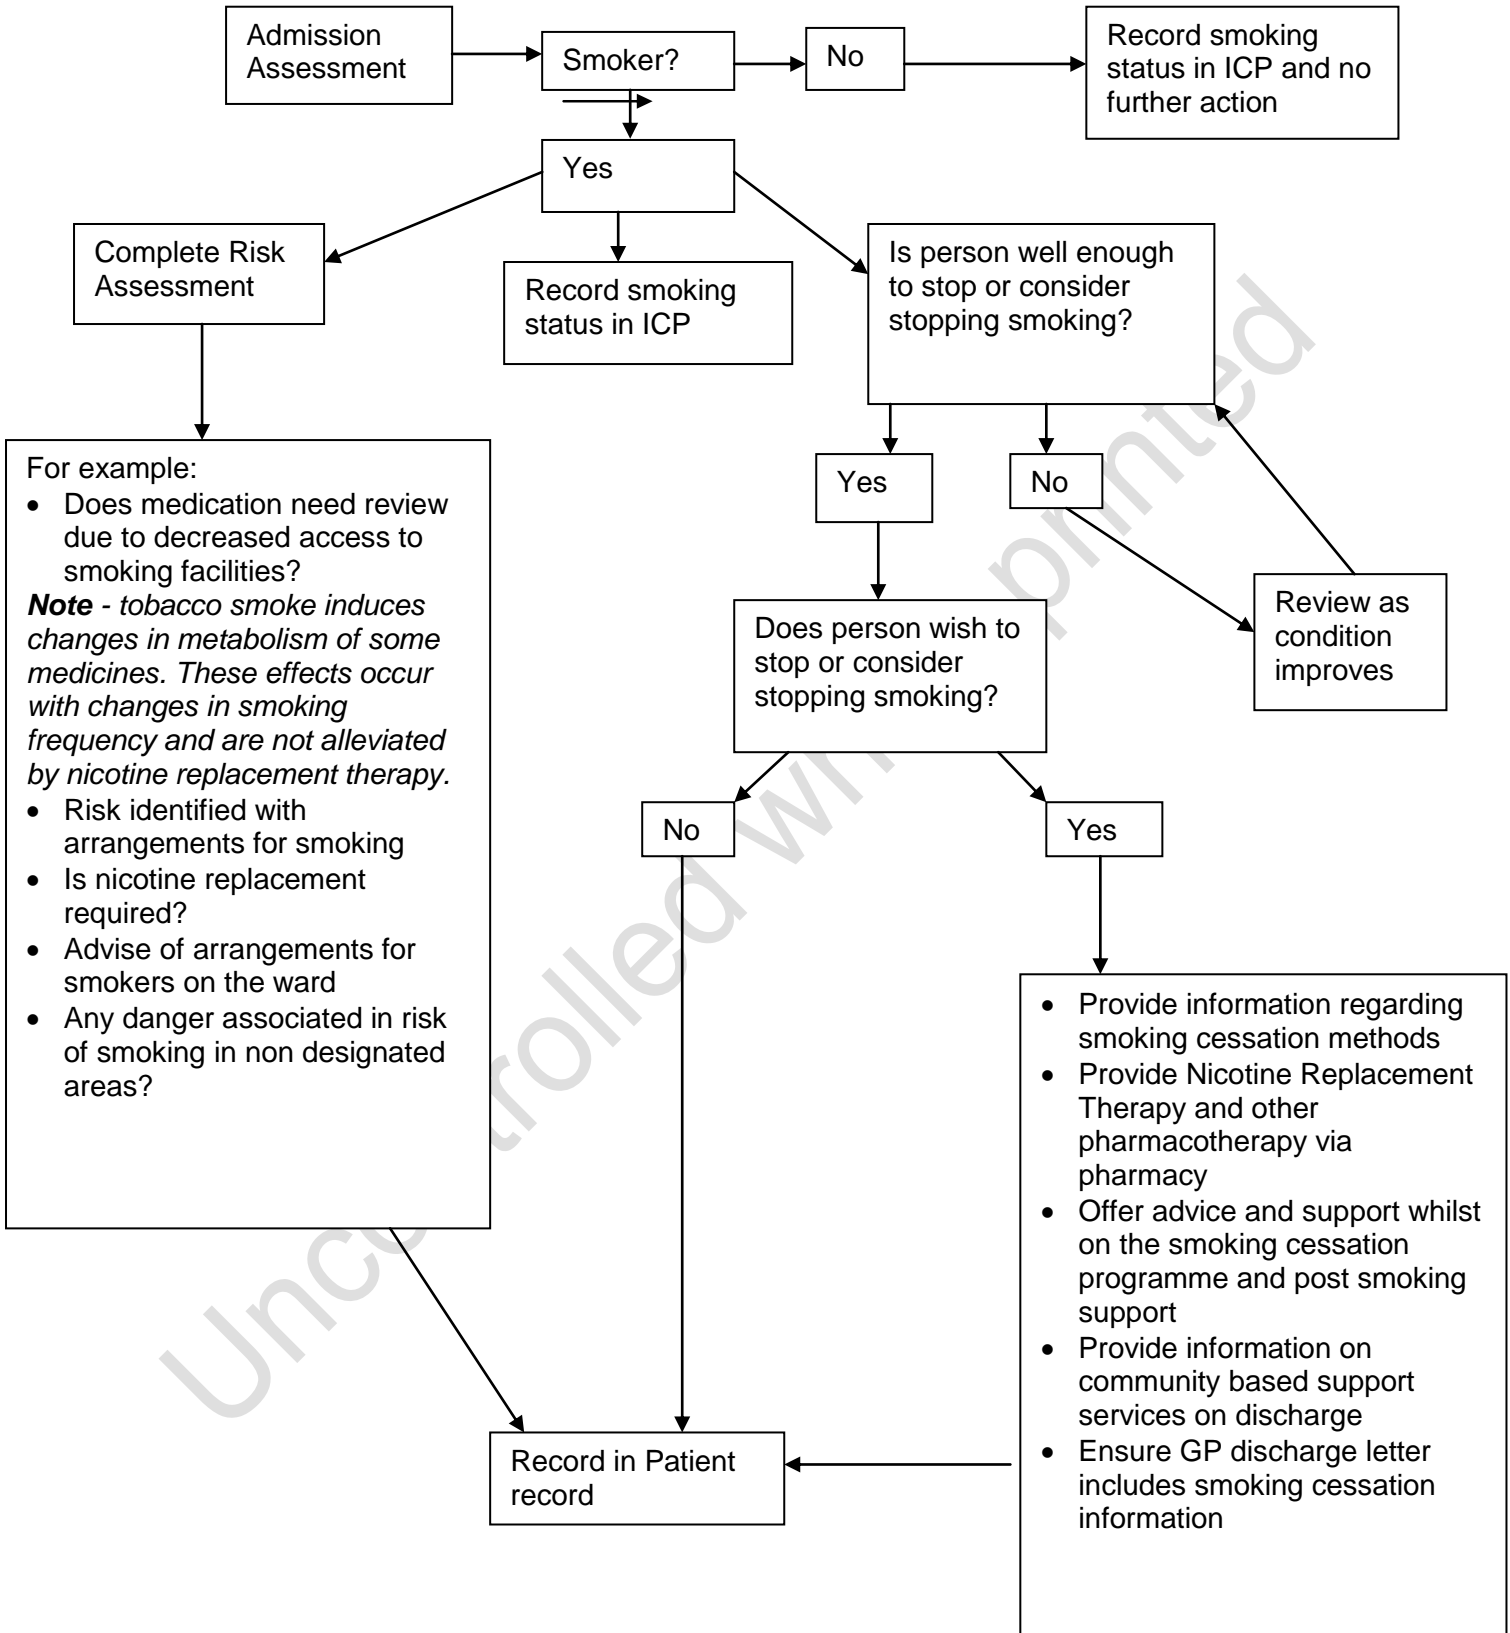 Admission
Assessment
Smoker?
No
Record smoking
status in ICP and no
further action
Yes
Complete Risk
Assessment
Record smoking
status in ICP
Is person well enough
to stop or consider
stopping smoking?
Yes
No
Review as
condition
improves
For example:
• Does medication need review
due to decreased access to
smoking facilities?
Note - tobacco smoke induces
changes in metabolism of some
medicines. These effects occur
with changes in smoking
frequency and are not alleviated
by nicotine replacement therapy.
• Risk identified with
arrangements for smoking
• Is nicotine replacement
required?
• Advise of arrangements for
smokers on the ward
• Any danger associated in risk
of smoking in non designated
areas?
Does person wish to
stop or consider
stopping smoking?
No
Yes
• Provide information regarding
smoking cessation methods
• Provide Nicotine Replacement
Therapy and other
pharmacotherapy via
pharmacy
• Offer advice and support whilst
on the smoking cessation
programme and post smoking
support
• Provide information on
community based support
services on discharge
• Ensure GP discharge letter
includes smoking cessation
information
Record in Patient
record
Uncontrolled when printed